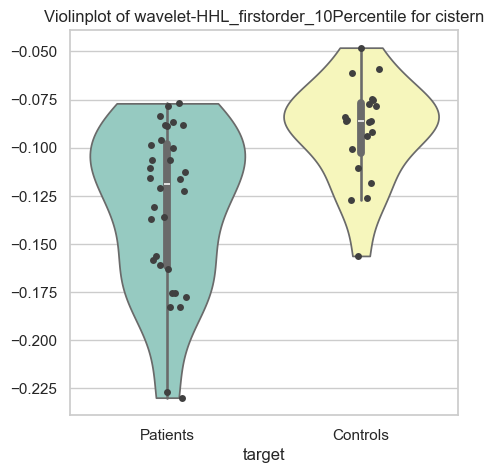 Violinplot of wavelet-HHL_firstorder_10Percentile for cistern
−0.050
−0.075
−0.100
−0.125
−0.150
−0.175
−0.200
−0.225
Patients
Controls
target